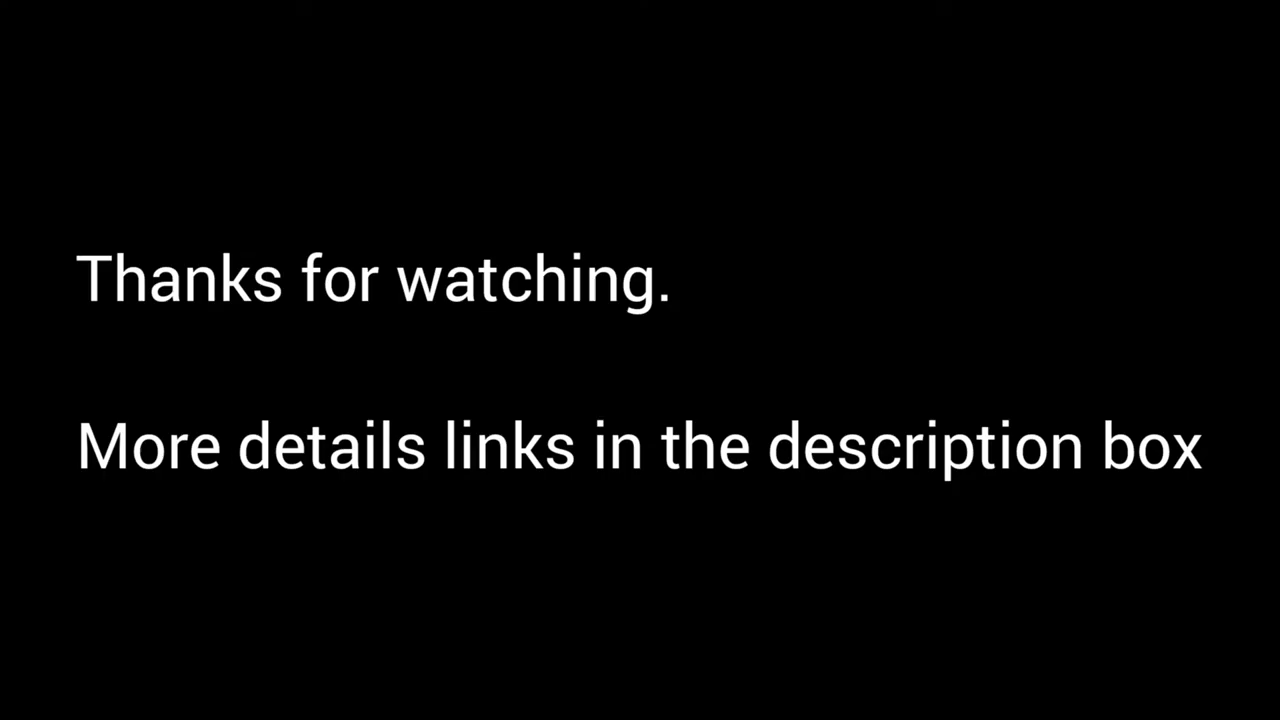 Thanks for watching.
More details links in the description box